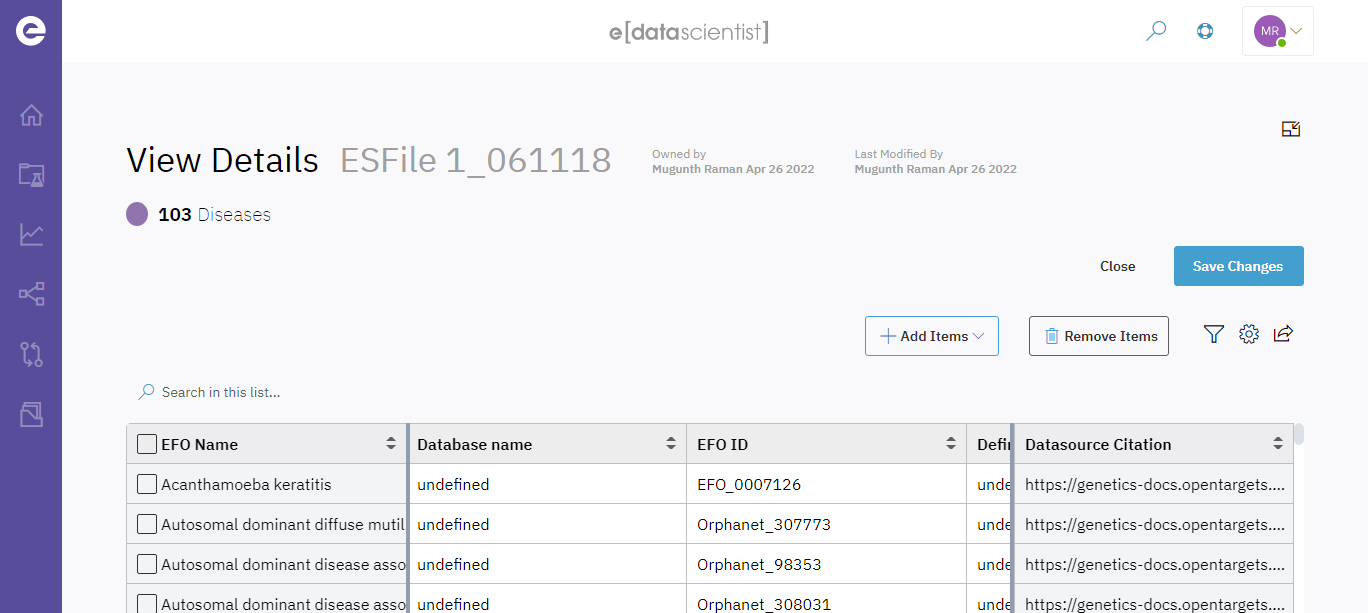 e[datascientist]
MR
View Details ESFile 1_061118
Owned by
Mugunth Raman Apr 26 2022
Last Modified By
Mugunth Raman Apr 26 2022
103 Diseases
Close
Save Changes
Add Items
Remove Items
Search in this list...
EFO Name Database name EFO ID Defi Datasource Citation
Acanthamoeba keratitis undefined EFO_0007126 unde https://genetics-docs.opentargets....
Autosomal dominant diffuse mutil undefined Orphanet_307773 unde https://genetics-docs.opentargets....
Autosomal dominant disease asso undefined Orphanet_98353 unde https://genetics-docs.opentargets....
Autosomal dominant disease asso undefined Orphanet_308031 unde https://genetics-docs.opentargets....